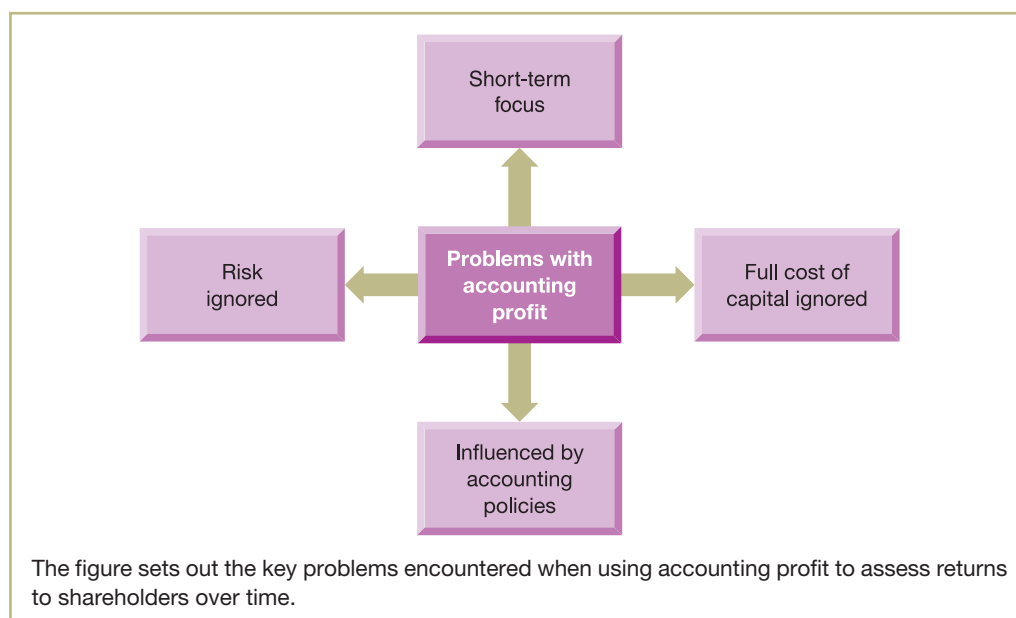 Short-term
focus
Risk
ignored
Problems with
accounting
profit
Full cost of
capital ignored
Influenced by
accounting
policies
The figure sets out the key problems encountered when using accounting profit to assess returns
to shareholders over time.